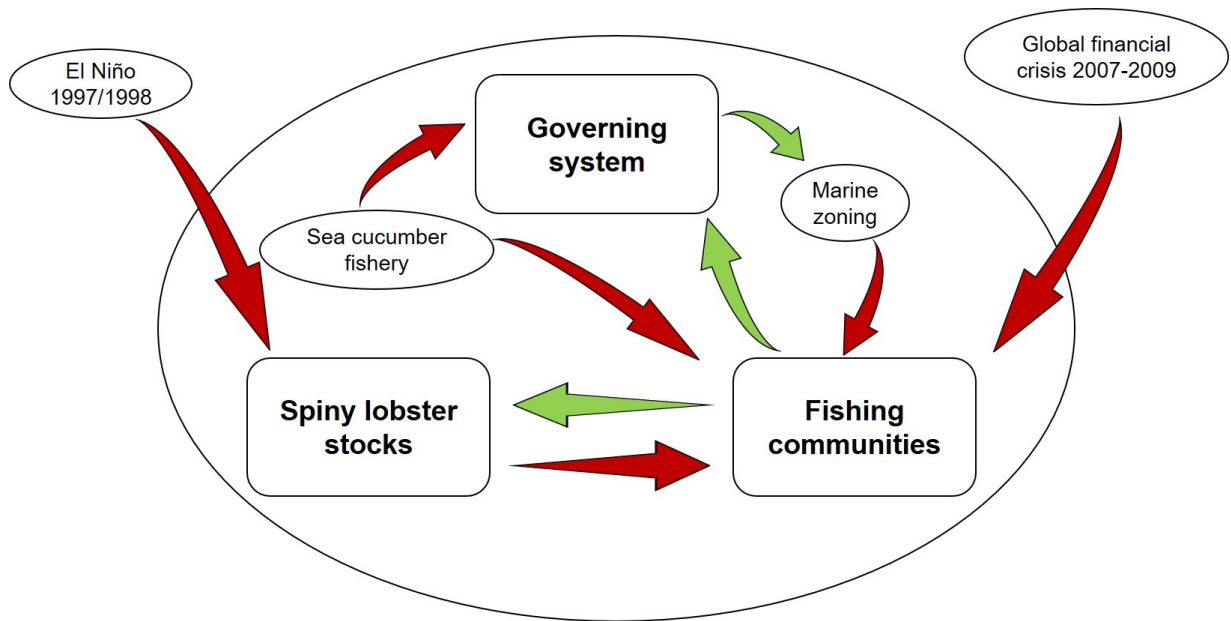 El Niño
1997/1998
Global financial
crisis 2007-2009
Governing
system
Marine
zoning
Sea cucumber
fishery
Spiny lobster
stocks
Fishing
communities